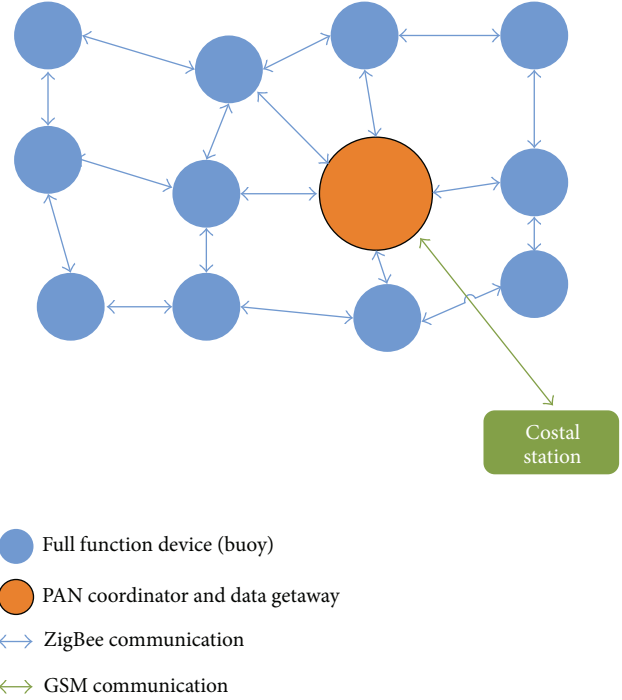 Costal
station
Full function device (buoy)
PAN coordinator and data getaway
ZigBee communication
GSM communication